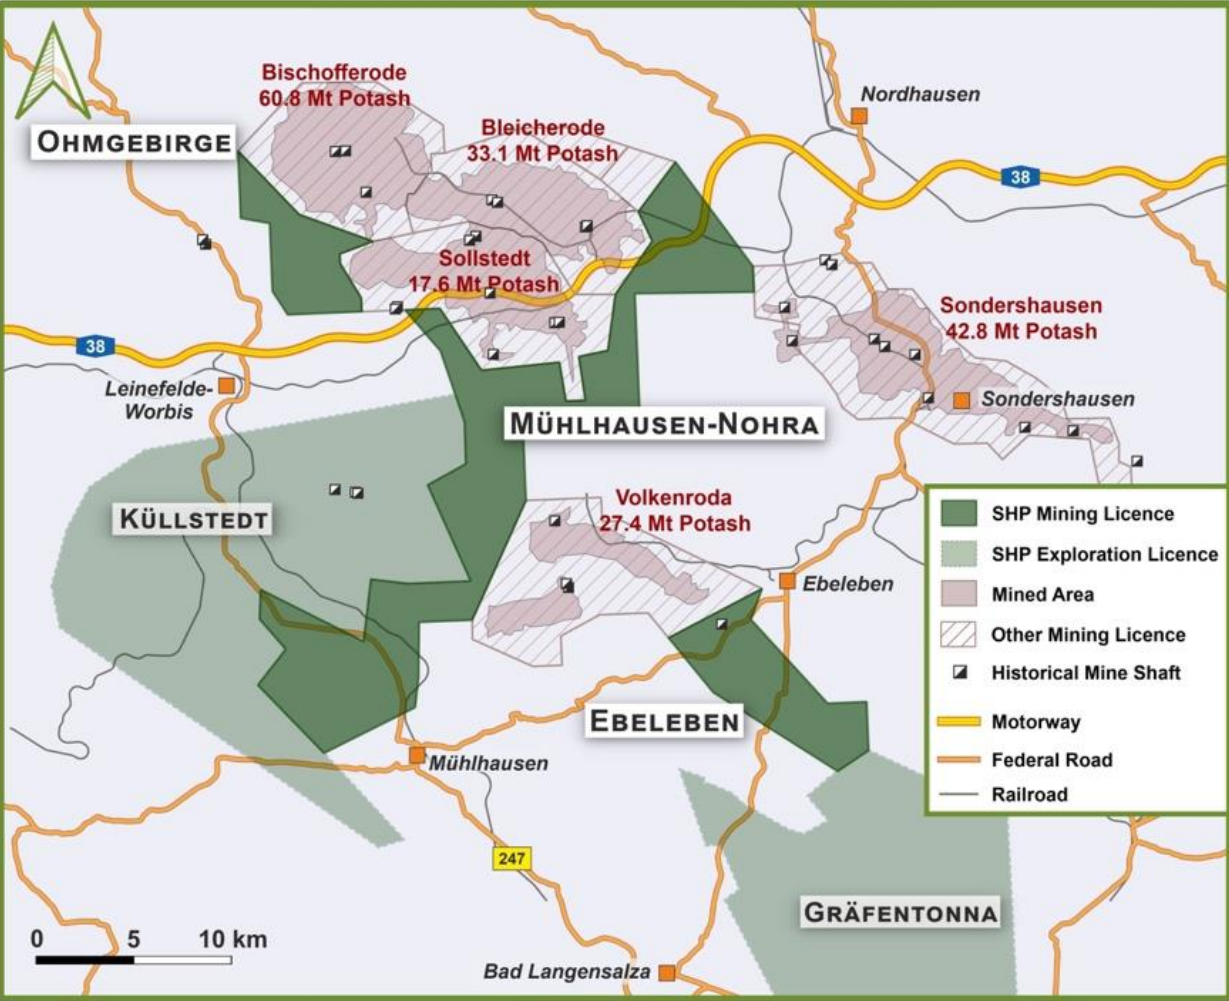 Bischofferode
60.8 Mt Potash
Nordhausen
OHMGEBIRGE
Bleicherode
33.1 Mt Potash
38
Sollstedt
17.6 Mt Potash
Sondershausen
42.8 Mt Potash
38
Leinefelde-
Worbis
Sondershausen
MÜHLHAUSEN-NOHRA
Volkenroda
27.4 Mt Potash
KÜLLSTEDT
SHP Mining Licence
SHP Exploration Licence
Mined Area
Other Mining Licence
Historical Mine Shaft
Motorway
Federal Road
Railroad
Ebeleben
EBELEBEN
Mühlhausen
247
GRÄFENTONNA
0 5 10 km
Bad Langensalza